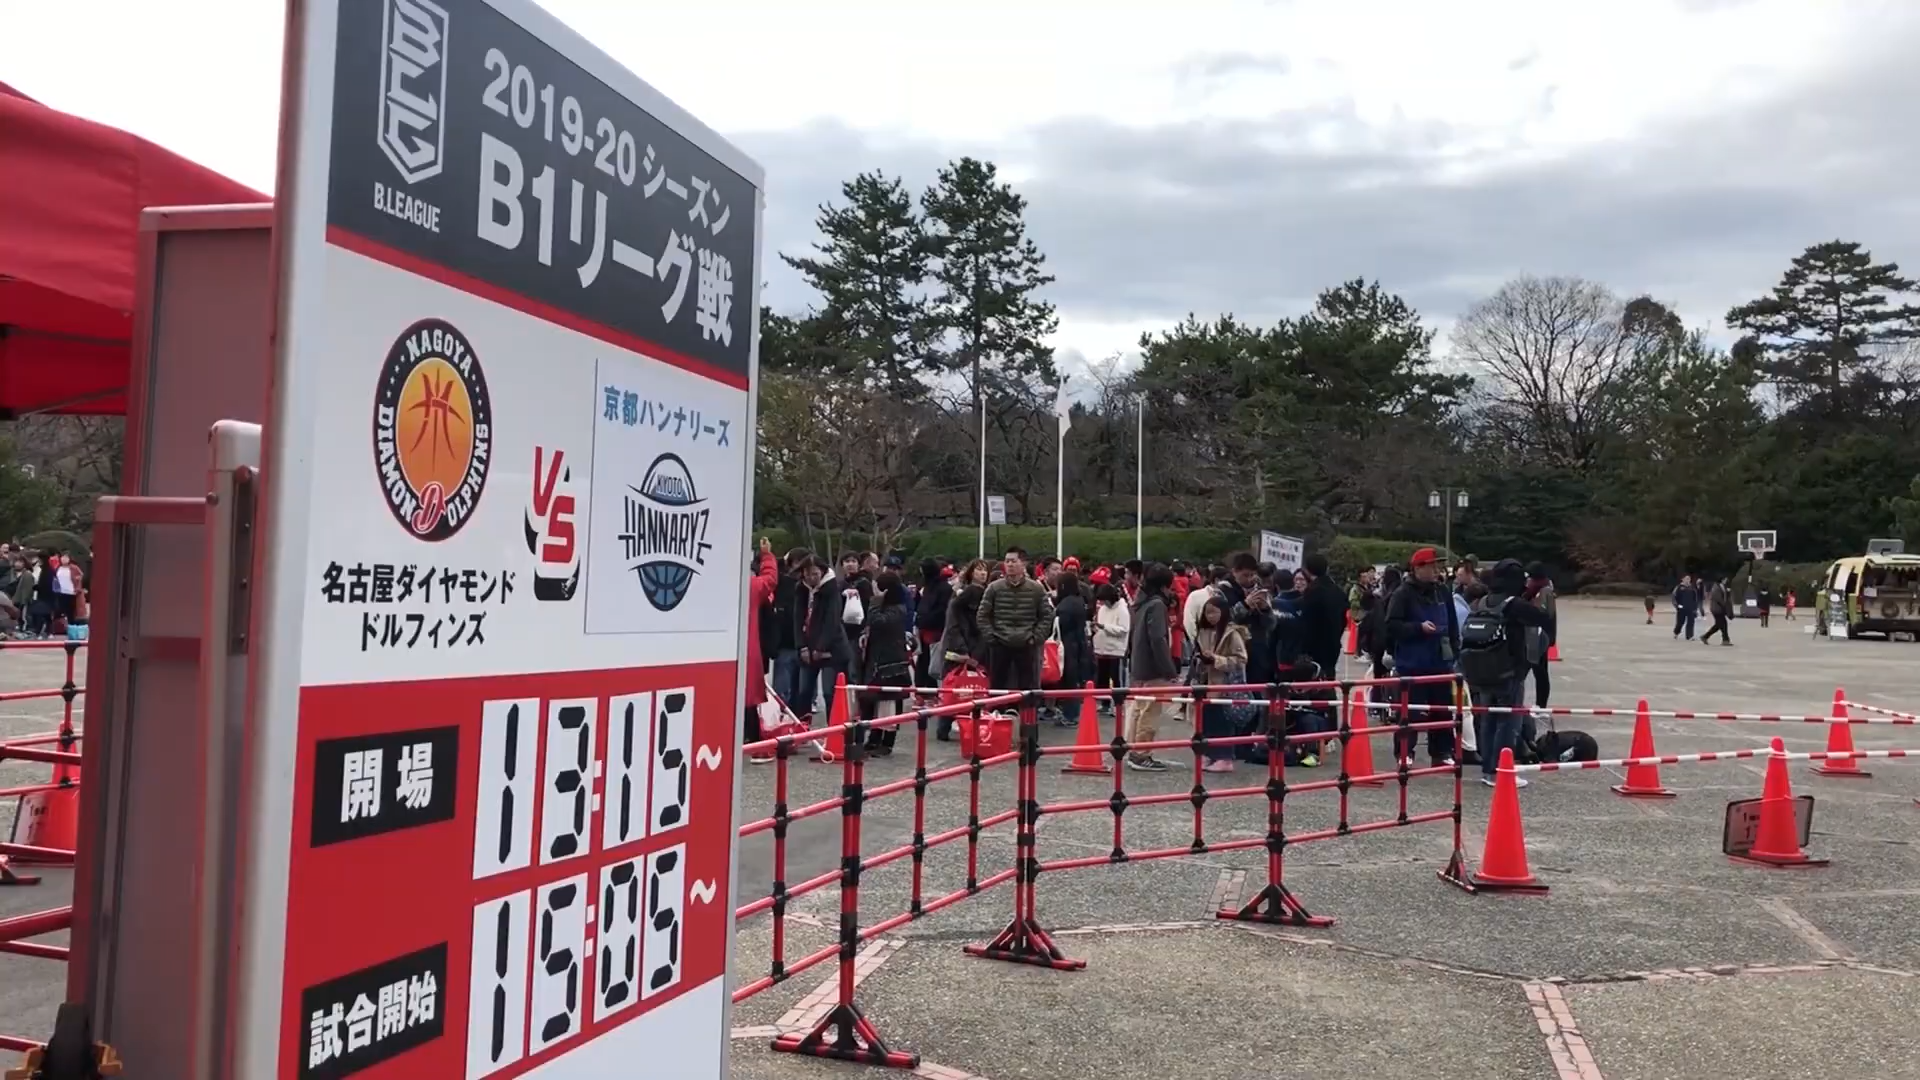 B.LEAGUE
2019-20 シーズン
B1リーグ戦
NAGOYA
DIAMOND DOLPHINS
名古屋ダイヤモンド
ドルフィンズ
VS
京都ハンナリーズ
KYOTO
HANNARYZ
開場 13:15~
試合開始 15:05~